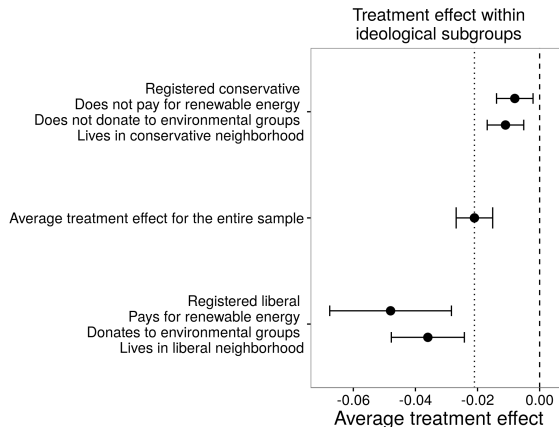 Treatment effect within
ideological subgroups
Registered conservative
Does not pay for renewable energy
Does not donate to environmental groups
Lives in conservative neighborhood
Average treatment effect for the entire sample
Registered liberal
Pays for renewable energy
Donates to environmental groups
Lives in liberal neighborhood
-0.06 -0.04 -0.02 0.00
Average treatment effect